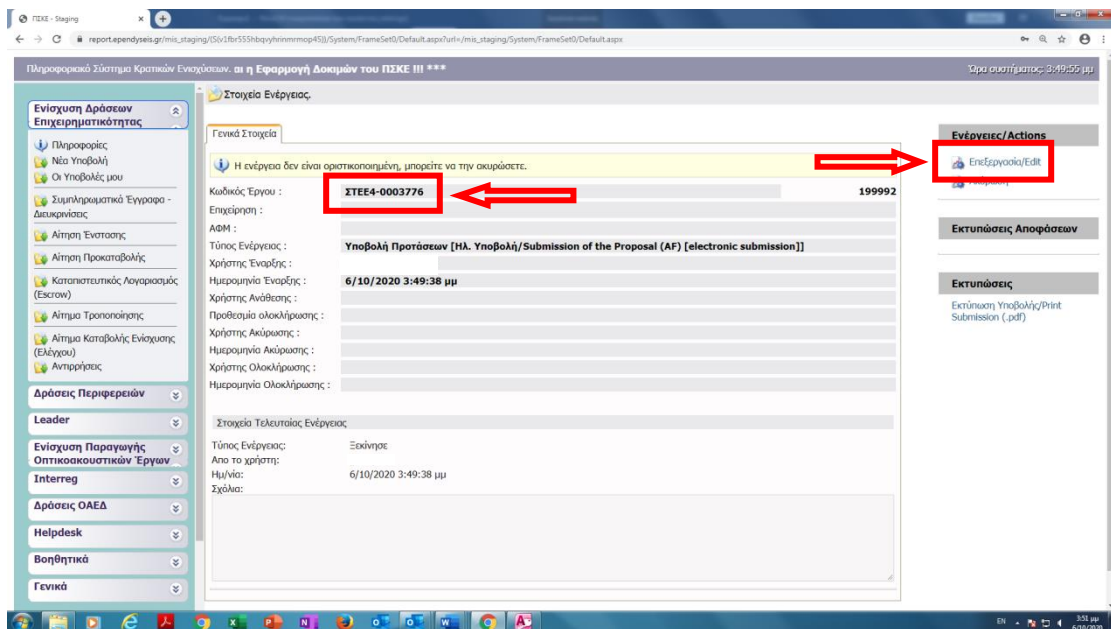 ΠΣΚΕ - Staging
report.ependyseis.gr/mis_staging/(S(v1fbr555hbqvyhrinmrmop45))/System/FrameSet0/Default.aspx?url=/mis_staging/System/FrameSet0/Default.aspx
Πληροφοριακό Σύστημα Κρατικών Ενισχύσεων. αι η Εφαρμογή Δοκιμών του ΠΣΚΕ !!! ***
Ώρα συστήματος: 3:49:55 μμ
Ενίσχυση Δράσεων
Επιχειρηματικότητας
Πληροφορίες
Νέα Υποβολή
Οι Υποβολές μου
Συμπληρωματικά Έγγραφα -
Διευκρινίσεις
Αίτηση Ένστασης
Αίτηση Προκαταβολής
Καταπιστευτικός Λογαριασμός
(Escrow)
Αίτημα Τροποποίησης
Αίτημα Καταβολής Ενίσχυσης
(Ελέγχου)
Αντιρρήσεις
Δράσεις Περιφερειών
Leader
Ενίσχυση Παραγωγής
Οπτικοακουστικών Έργων
Interreg
Δράσεις ΟΑΕΔ
Helpdesk
Βοηθητικά
Γενικά
Στοιχεία Ενέργειας.
Γενικά Στοιχεία
Η ενέργεια δεν είναι οριστικοποιημένη, μπορείτε να την ακυρώσετε.
Κωδικός Έργου : ΣΤΕΕ4-0003776 199992
Επιχείρηση :
ΑΦΜ :
Τύπος Ενέργειας : Υποβολή Προτάσεων [Ηλ. Υποβολή/Submission of the Proposal (AF) [electronic submission]]
Χρήστης Έναρξης :
Ημερομηνία Έναρξης : 6/10/2020 3:49:38 μμ
Χρήστης Ανάθεσης :
Προθεσμία ολοκλήρωσης :
Χρήστης Ακύρωσης :
Ημερομηνία Ακύρωσης :
Χρήστης Ολοκλήρωσης :
Ημερομηνία Ολοκλήρωσης :
Στοιχεία Τελευταίας Ενέργειας
Τύπος Ενέργειας: Ξεκίνησε
Απο το χρήστη:
Ημ/νία: 6/10/2020 3:49:38 μμ
Σχόλια:
Ενέργειες/Actions
Επεξεργασία/Edit
Εκτυπώσεις Αποφάσεων
Εκτυπώσεις
Εκτύπωση Υποβολής/Print
Submission (.pdf)
EN
3:51 μμ
6/10/2020